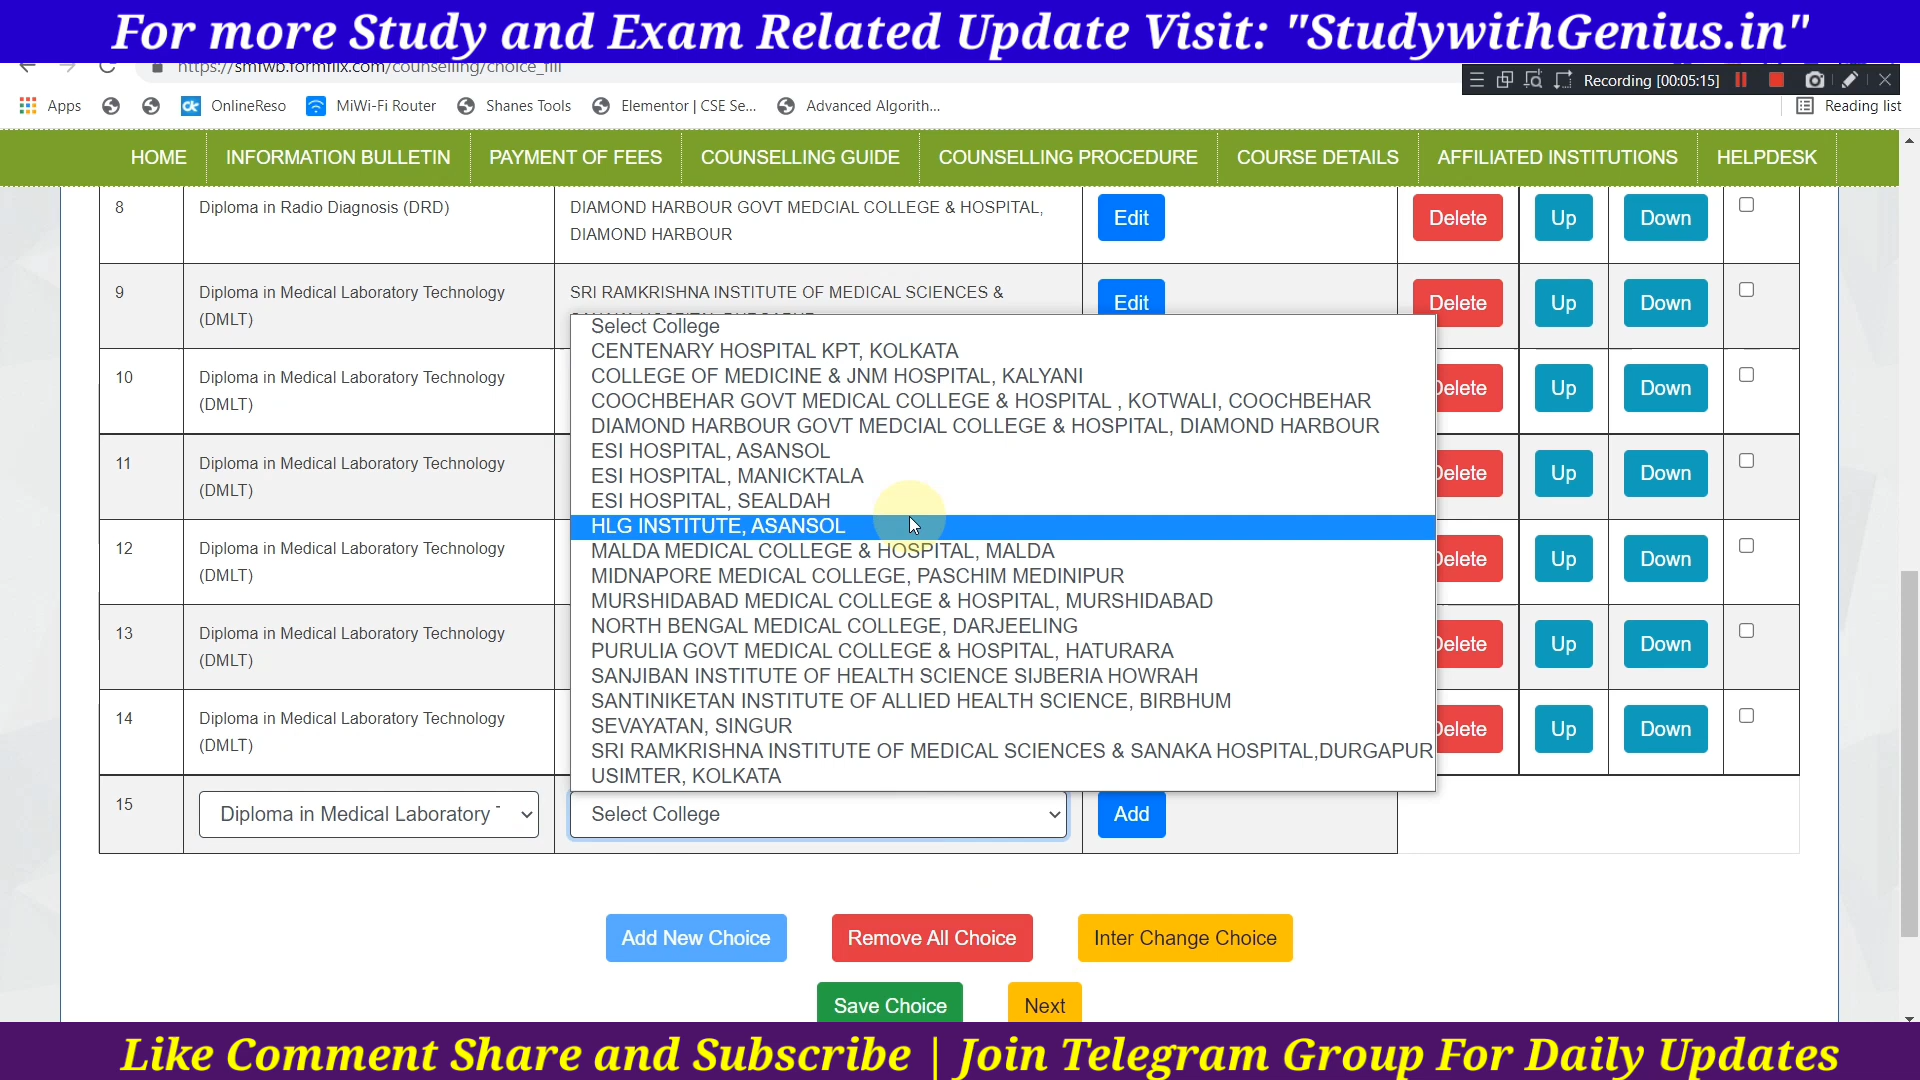 For more Study and Exam Related Update Visit: "StudywithGenius.in"
https://smfwb.formflix.com/counselling/choice_fill
Recording [00:05:15]
Apps OnlineReso MiWi-Fi Router Shanes Tools Elementor | CSE Se... Advanced Algorith... Reading list
HOME INFORMATION BULLETIN PAYMENT OF FEES COUNSELLING GUIDE COUNSELLING PROCEDURE COURSE DETAILS AFFILIATED INSTITUTIONS HELPDESK
8 Diploma in Radio Diagnosis (DRD) DIAMOND HARBOUR GOVT MEDCIAL COLLEGE & HOSPITAL, Edit Delete Up Down
DIAMOND HARBOUR
9 Diploma in Medical Laboratory Technology SRI RAMKRISHNA INSTITUTE OF MEDICAL SCIENCES & Edit Delete Up Down
(DMLT)
Select College
CENTENARY HOSPITAL KPT, KOLKATA
10 Diploma in Medical Laboratory Technology COLLEGE OF MEDICINE & JNM HOSPITAL, KALYANI Delete Up Down
(DMLT) COOCHBEHAR GOVT MEDICAL COLLEGE & HOSPITAL , KOTWALI, COOCHBEHAR
DIAMOND HARBOUR GOVT MEDCIAL COLLEGE & HOSPITAL, DIAMOND HARBOUR
ESI HOSPITAL, ASANSOL
11 Diploma in Medical Laboratory Technology ESI HOSPITAL, MANICKTALA Delete Up Down
(DMLT) ESI HOSPITAL, SEALDAH
HLG INSTITUTE, ASANSOL
12 Diploma in Medical Laboratory Technology MALDA MEDICAL COLLEGE & HOSPITAL, MALDA Delete Up Down
(DMLT) MIDNAPORE MEDICAL COLLEGE, PASCHIM MEDINIPUR
MURSHIDABAD MEDICAL COLLEGE & HOSPITAL, MURSHIDABAD
13 Diploma in Medical Laboratory Technology NORTH BENGAL MEDICAL COLLEGE, DARJEELING Delete Up Down
(DMLT) PURULIA GOVT MEDICAL COLLEGE & HOSPITAL, HATURARA
SANJIBAN INSTITUTE OF HEALTH SCIENCE SIJBERIA HOWRAH
SANTINIKETAN INSTITUTE OF ALLIED HEALTH SCIENCE, BIRBHUM
14 Diploma in Medical Laboratory Technology SEVAYATAN, SINGUR Delete Up Down
(DMLT) SRI RAMKRISHNA INSTITUTE OF MEDICAL SCIENCES & SANAKA HOSPITAL,DURGAPUR
USIMTER, KOLKATA
15 Diploma in Medical Laboratory Select College Add
Add New Choice Remove All Choice Inter Change Choice
Save Choice Next
Like Comment Share and Subscribe | Join Telegram Group For Daily Updates